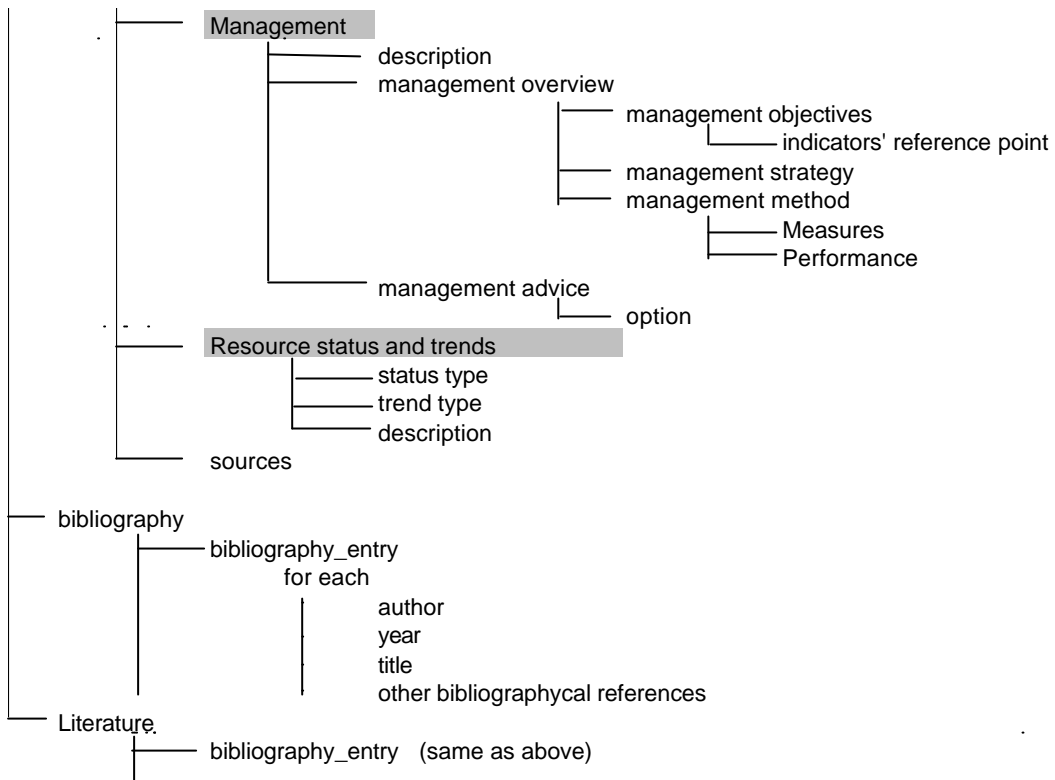 Management
description
management overview
management objectives
indicators' reference point
management strategy
management method
Measures
Performance
management advice
option
Resource status and trends
status type
trend type
description
sources
bibliography
bibliography_entry
for each
author
year
title
other bibliographycal references
Literature
bibliography_entry (same as above)